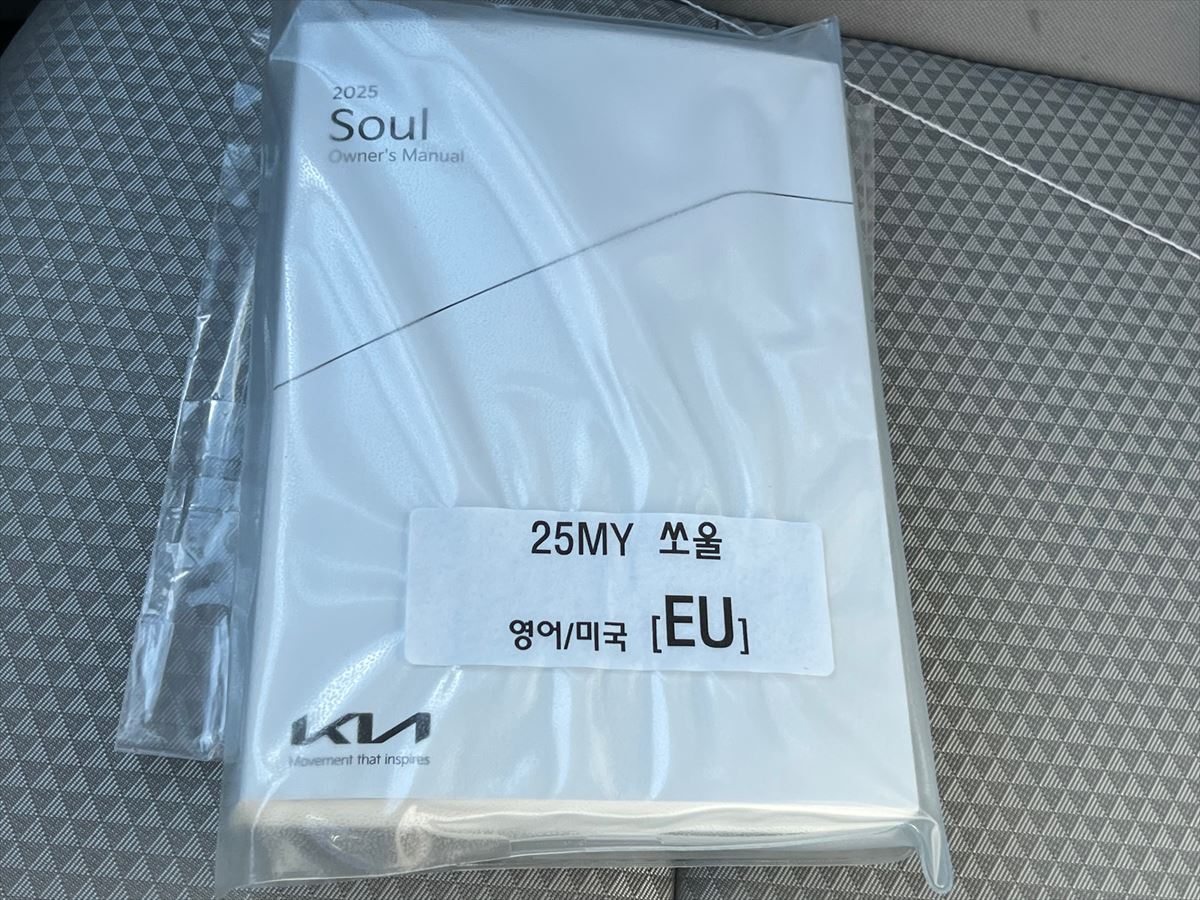 2025
Soul
Owner's Manual
25MY 쏘울
영어/미국 [EU]
KIA
Movement that inspires